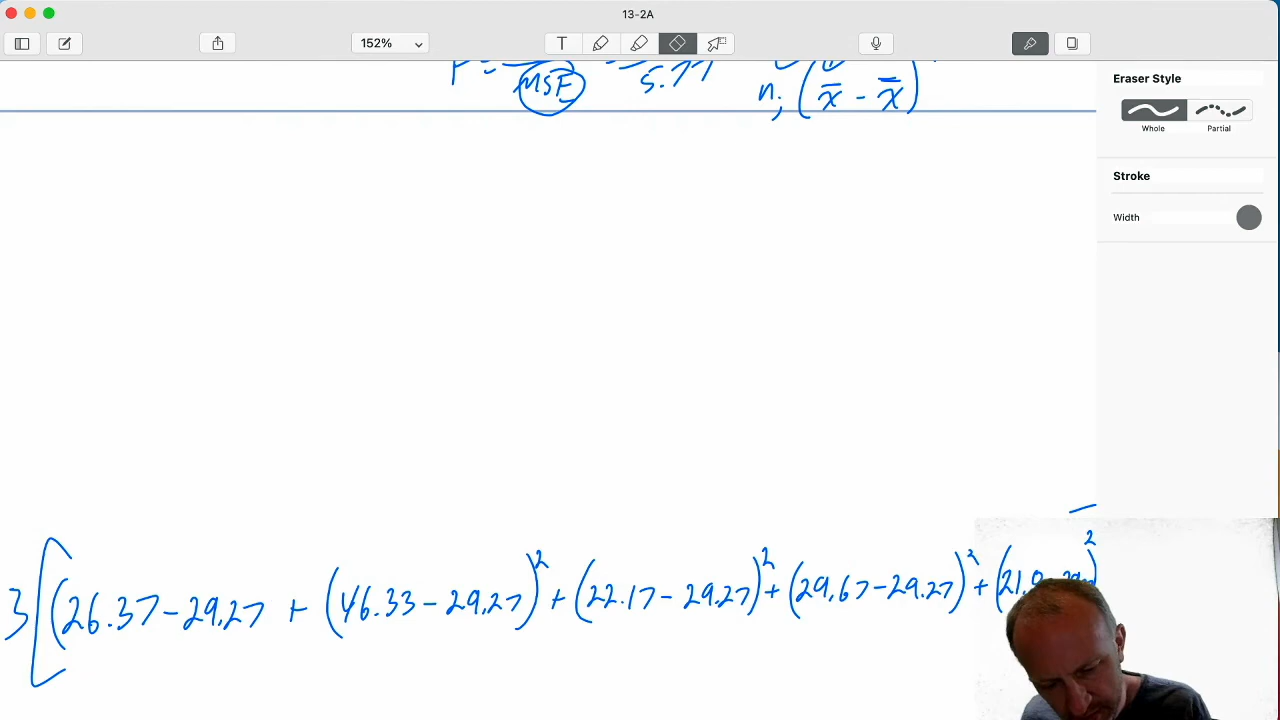 13-2A
152%
T
Eraser Style
Whole Partial
Stroke
Width
F = MSE 5.77 n_j (x̄ - x̿)
3[(26.37-29.27 + (46.33-29.27)² + (22.17-29.27)² + (29.67-29.27)² + (21.